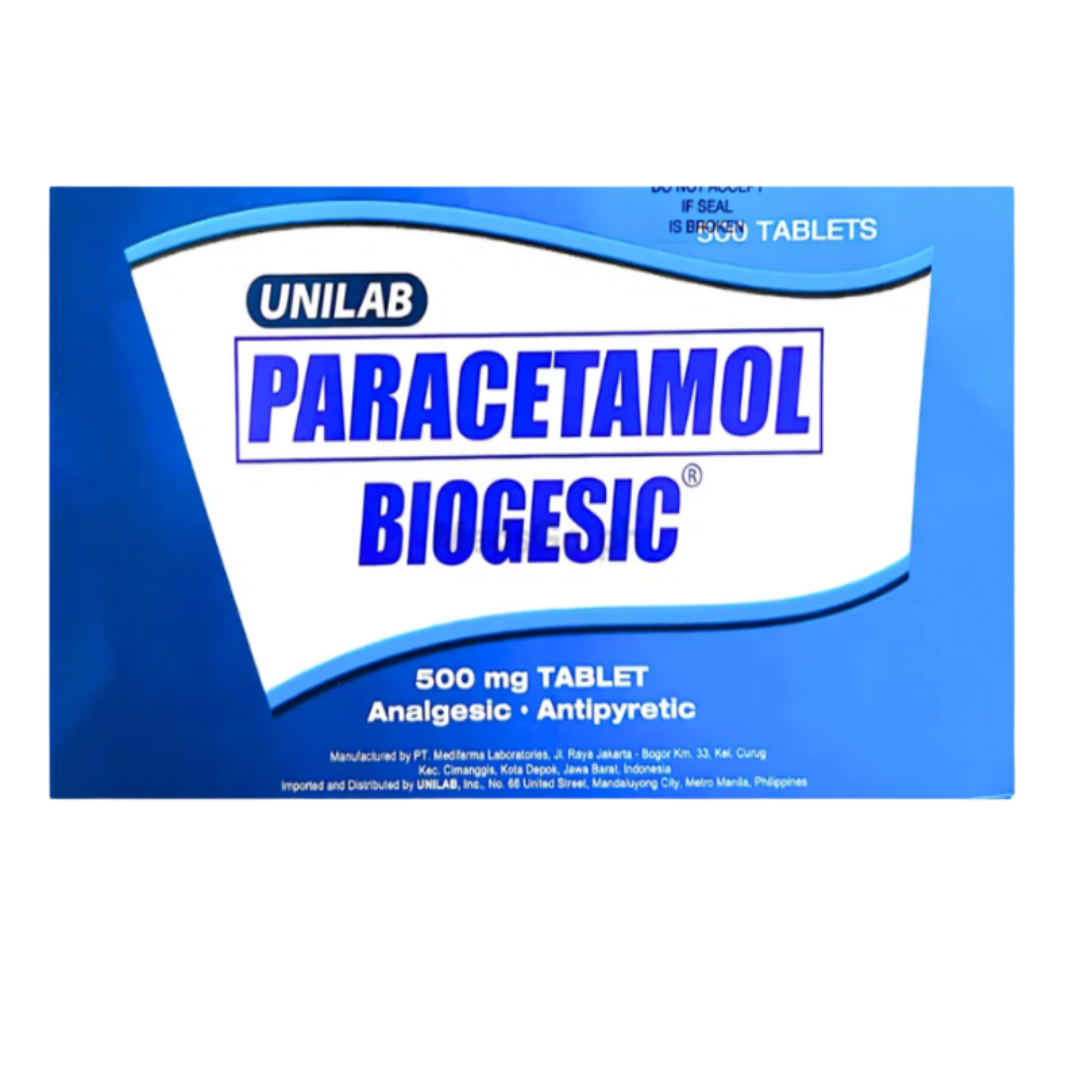 DO NOT ACCEPT
IF SEAL
IS BROKEN
500 TABLETS
UNILAB
PARACETAMOL
BIOGESIC®
500 mg TABLET
Analgesic • Antipyretic
Manufactured by PT. Medifarma Laboratories, Jl. Raya Jakarta - Bogor Km. 33, Kel. Curug
Kec. Cimanggis, Kota Depok, Jawa Barat, Indonesia
Imported and Distributed by UNILAB, Inc., No. 66 United Street, Mandaluyong City, Metro Manila, Philippines